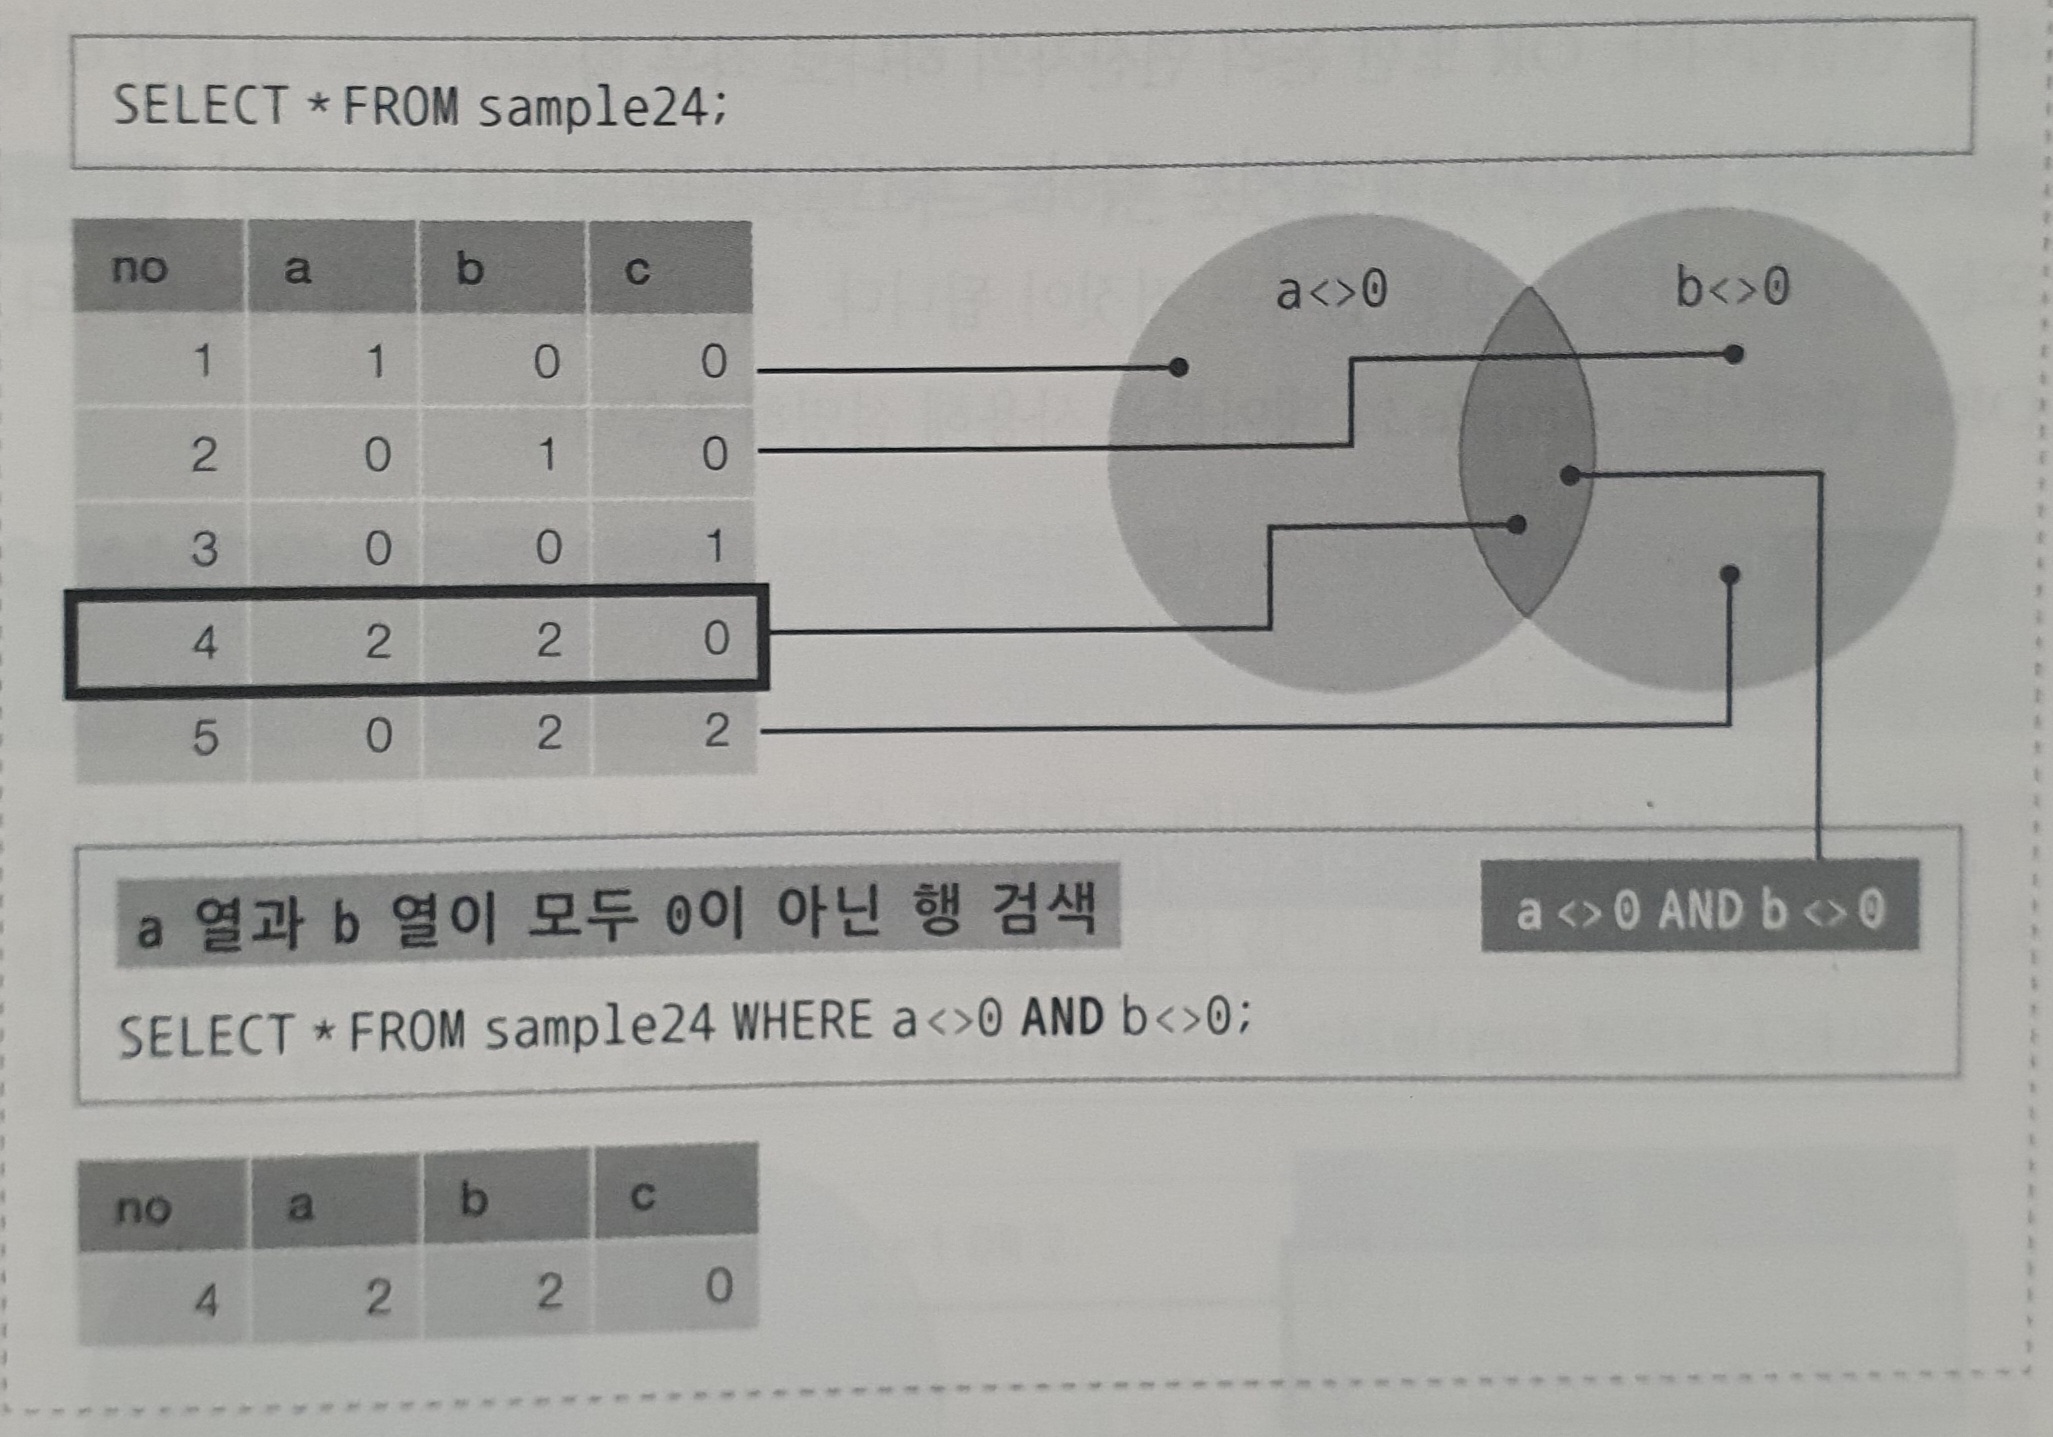 SELECT * FROM sample24;
no a b c
1 1 0 0
2 0 1 0
3 0 0 1
4 2 2 0
5 0 2 2
a<>0
b<>0
a 열과 b 열이 모두 0이 아닌 행 검색
a <> 0 AND b <> 0
SELECT * FROM sample24 WHERE a<>0 AND b<>0;
no a b c
4 2 2 0